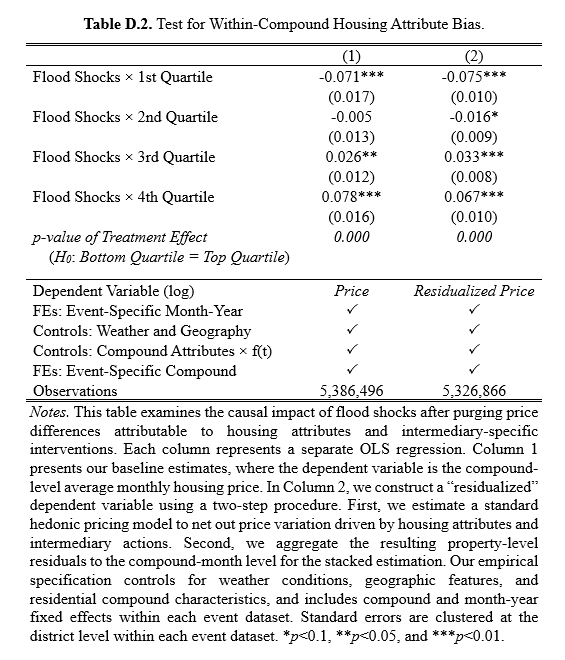 Table D.2. Test for Within-Compound Housing Attribute Bias.
(1) (2)
Flood Shocks × 1st Quartile -0.071*** -0.075***
(0.017) (0.010)
Flood Shocks × 2nd Quartile -0.005 -0.016*
(0.013) (0.009)
Flood Shocks × 3rd Quartile 0.026** 0.033***
(0.012) (0.008)
Flood Shocks × 4th Quartile 0.078*** 0.067***
(0.016) (0.010)
p-value of Treatment Effect 0.000 0.000
(H0: Bottom Quartile = Top Quartile)
Dependent Variable (log) Price Residualized Price
FEs: Event-Specific Month-Year ✓ ✓
Controls: Weather and Geography ✓ ✓
Controls: Compound Attributes × f(t) ✓ ✓
FEs: Event-Specific Compound ✓ ✓
Observations 5,386,496 5,326,866
Notes. This table examines the causal impact of flood shocks after purging price
differences attributable to housing attributes and intermediary-specific
interventions. Each column represents a separate OLS regression. Column 1
presents our baseline estimates, where the dependent variable is the compound-
level average monthly housing price. In Column 2, we construct a “residualized”
dependent variable using a two-step procedure. First, we estimate a standard
hedonic pricing model to net out price variation driven by housing attributes and
intermediary actions. Second, we aggregate the resulting property-level
residuals to the compound-month level for the stacked estimation. Our empirical
specification controls for weather conditions, geographic features, and
residential compound characteristics, and includes compound and month-year
fixed effects within each event dataset. Standard errors are clustered at the
district level within each event dataset. *p<0.1, **p<0.05, and ***p<0.01.